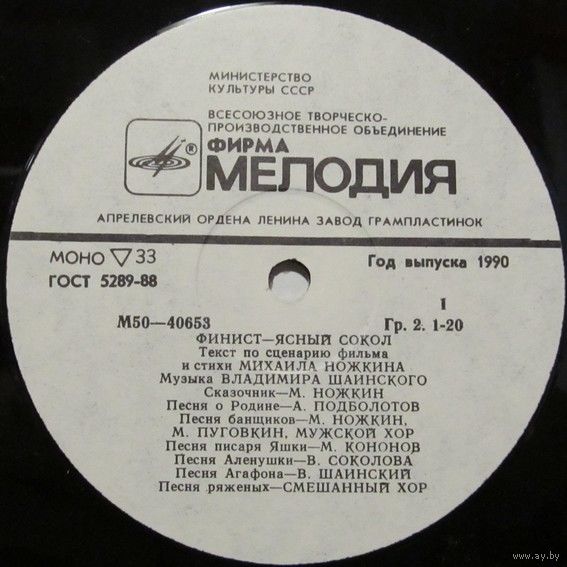 МИНИСТЕРСТВО
КУЛЬТУРЫ СССР
ВСЕСОЮЗНОЕ ТВОРЧЕСКО-
ПРОИЗВОДСТВЕННОЕ ОБЪЕДИНЕНИЕ
®
ФИРМА
МЕЛОДИЯ
АПРЕЛЕВСКИЙ ОРДЕНА ЛЕНИНА ЗАВОД ГРАМПЛАСТИНОК
МОНО ▽ 33
Год выпуска 1990
ГОСТ 5289-88
1
М50—40653
Гр. 2. 1-20
ФИНИСТ—ЯСНЫЙ СОКОЛ
Текст по сценарию фильма
и стихи МИХАИЛА НОЖКИНА
Музыка ВЛАДИМИРА ШАИНСКОГО
Сказочник—М. НОЖКИН
Песня о Родине—А. ПОДБОЛОТОВ
Песня банщиков—М. НОЖКИН,
М. ПУГОВКИН, МУЖСКОЙ ХОР
Песня писаря Яшки—М. КОНОНОВ
Песня Аленушки—В. СОКОЛОВА
Песня Агафона—В. ШАИНСКИЙ
Песня ряженых—СМЕШАННЫЙ ХОР
www.ay.by